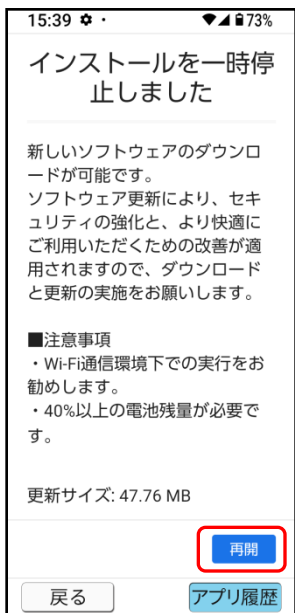 15:39
73%
インストールを一時停
止しました
新しいソフトウェアのダウンロ
ードが可能です。
ソフトウェア更新により、セキ
ュリティの強化と、より快適に
ご利用いただくための改善が適
用されますので、ダウンロード
と更新の実施をお願いします。
■注意事項
・Wi-Fi通信環境下での実行をお
勧めします。
・40%以上の電池残量が必要で
す。
更新サイズ: 47.76 MB
再開
戻る
アプリ履歴